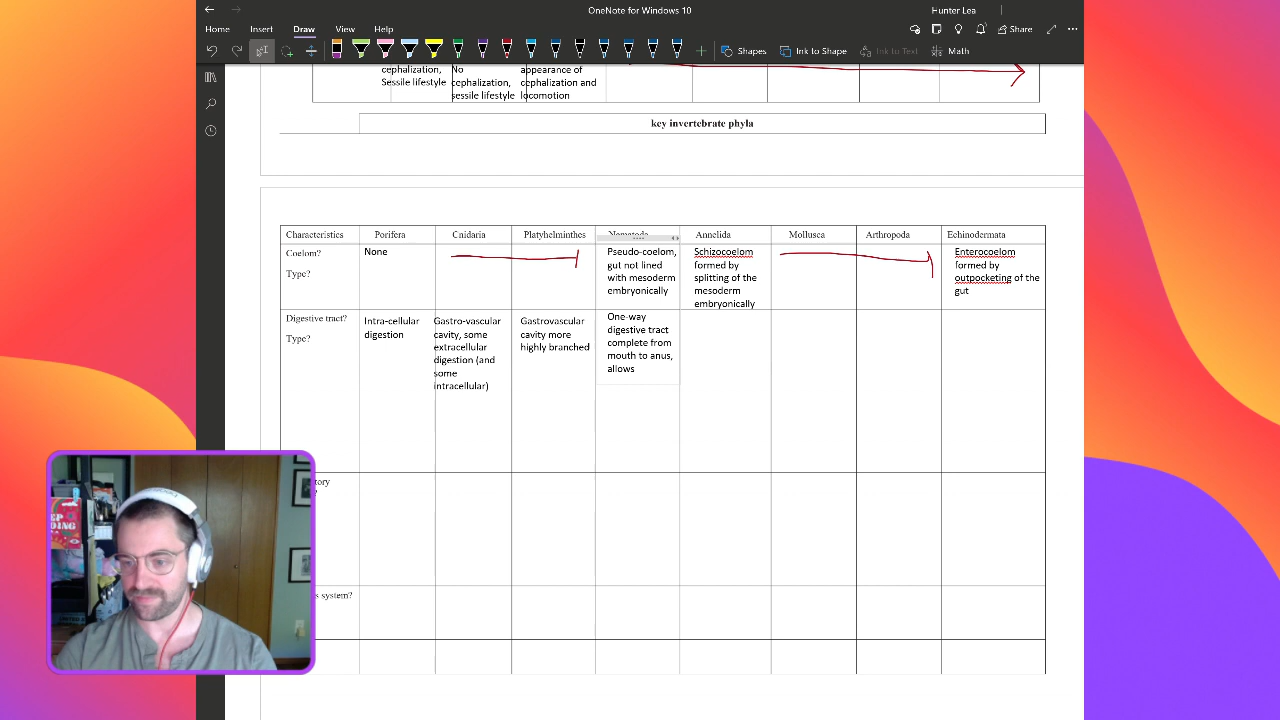 OneNote for Windows 10
Hunter Lea
Home
Insert
Draw
View
Help
Share
Shapes
Ink to Shape
Ink to Text
Math
cephalization,
Sessile lifestyle
No
cephalization,
sessile lifestyle
appearance of
cephalization and
locomotion
key invertebrate phyla
Characteristics
Porifera
Cnidaria
Platyhelminthes
Nematoda
Annelida
Mollusca
Arthropoda
Echinodermata
Coelom?
Type?
None
Pseudo-coelom,
gut not lined
with mesoderm
embryonically
Schizocoelom
formed by
splitting of the
mesoderm
embryonically
Enterocoelom
formed by
outpocketing of the
gut
Digestive tract?
Type?
Intra-cellular
digestion
Gastro-vascular
cavity, some
extracellular
digestion (and
some
intracellular)
Gastrovascular
cavity more
highly branched
One-way
digestive tract
complete from
mouth to anus,
allows
tory
system?